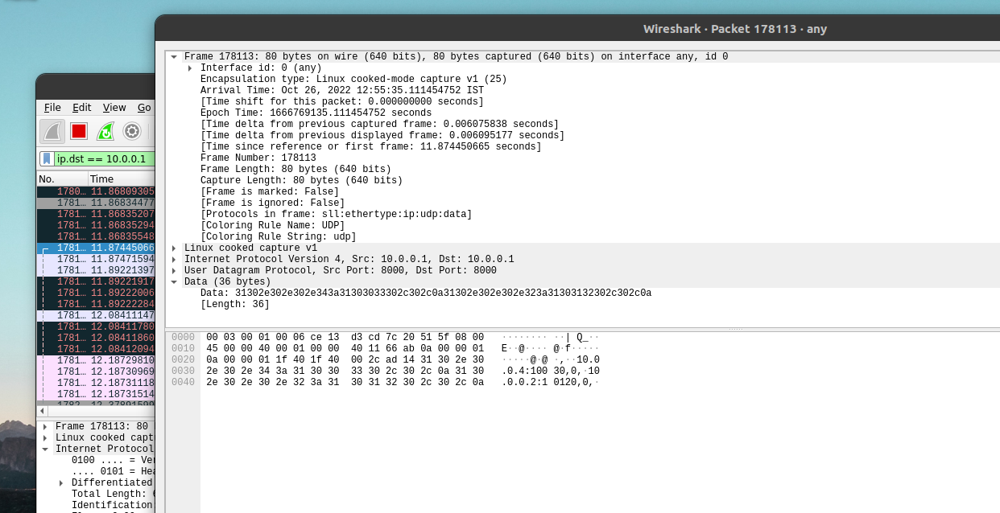 Wireshark · Packet 178113 · any
Frame 178113: 80 bytes on wire (640 bits), 80 bytes captured (640 bits) on interface any, id 0
Interface id: 0 (any)
Encapsulation type: Linux cooked-mode capture v1 (25)
Arrival Time: Oct 26, 2022 12:55:35.111454752 IST
[Time shift for this packet: 0.000000000 seconds]
Epoch Time: 1666769135.111454752 seconds
[Time delta from previous captured frame: 0.006075838 seconds]
[Time delta from previous displayed frame: 0.006095177 seconds]
[Time since reference or first frame: 11.874450665 seconds]
Frame Number: 178113
Frame Length: 80 bytes (640 bits)
Capture Length: 80 bytes (640 bits)
[Frame is marked: False]
[Frame is ignored: False]
[Protocols in frame: sll:ethertype:ip:udp:data]
[Coloring Rule Name: UDP]
[Coloring Rule String: udp]
Linux cooked capture v1
Internet Protocol Version 4, Src: 10.0.0.1, Dst: 10.0.0.1
User Datagram Protocol, Src Port: 8000, Dst Port: 8000
Data (36 bytes)
Data: 31302e302e302e343a31303033302c302c0a31302e302e302e323a31303132302c302c0a
[Length: 36]
0000 00 03 00 01 00 06 ce 13 d3 cd 7c 20 51 5f 08 00 ········ ··| Q_··
0010 45 00 00 40 00 01 00 00 40 11 66 ab 0a 00 00 01 E··@···· @·f·····
0020 0a 00 00 01 1f 40 1f 40 00 2c ad 14 31 30 2e 30 ·····@·@ ·,··10.0
0030 2e 30 2e 34 3a 31 30 30 33 30 2c 30 2c 0a 31 30 .0.4:100 30,0,·10
0040 2e 30 2e 30 2e 32 3a 31 30 31 32 30 2c 30 2c 0a .0.0.2:1 0120,0,·
File Edit View Go
ip.dst == 10.0.0.1
No. Time
1780… 11.86809305
1781… 11.86834477
1781… 11.86835207
1781… 11.86835294
1781… 11.86835548
1781… 11.87445066
1781… 11.87471594
1781… 11.89221397
1781… 11.89221917
1781… 11.89222006
1781… 11.89222284
1781… 12.08411147
1781… 12.08411780
1781… 12.08411860
1781… 12.08412094
1781… 12.18729810
1781… 12.18730969
1781… 12.18731118
1781… 12.18731514
Frame 178113: 80
Linux cooked capt
Internet Protocol
0100 .... = Ver
.... 0101 = Hea
Differentiated
Total Length:
Identification